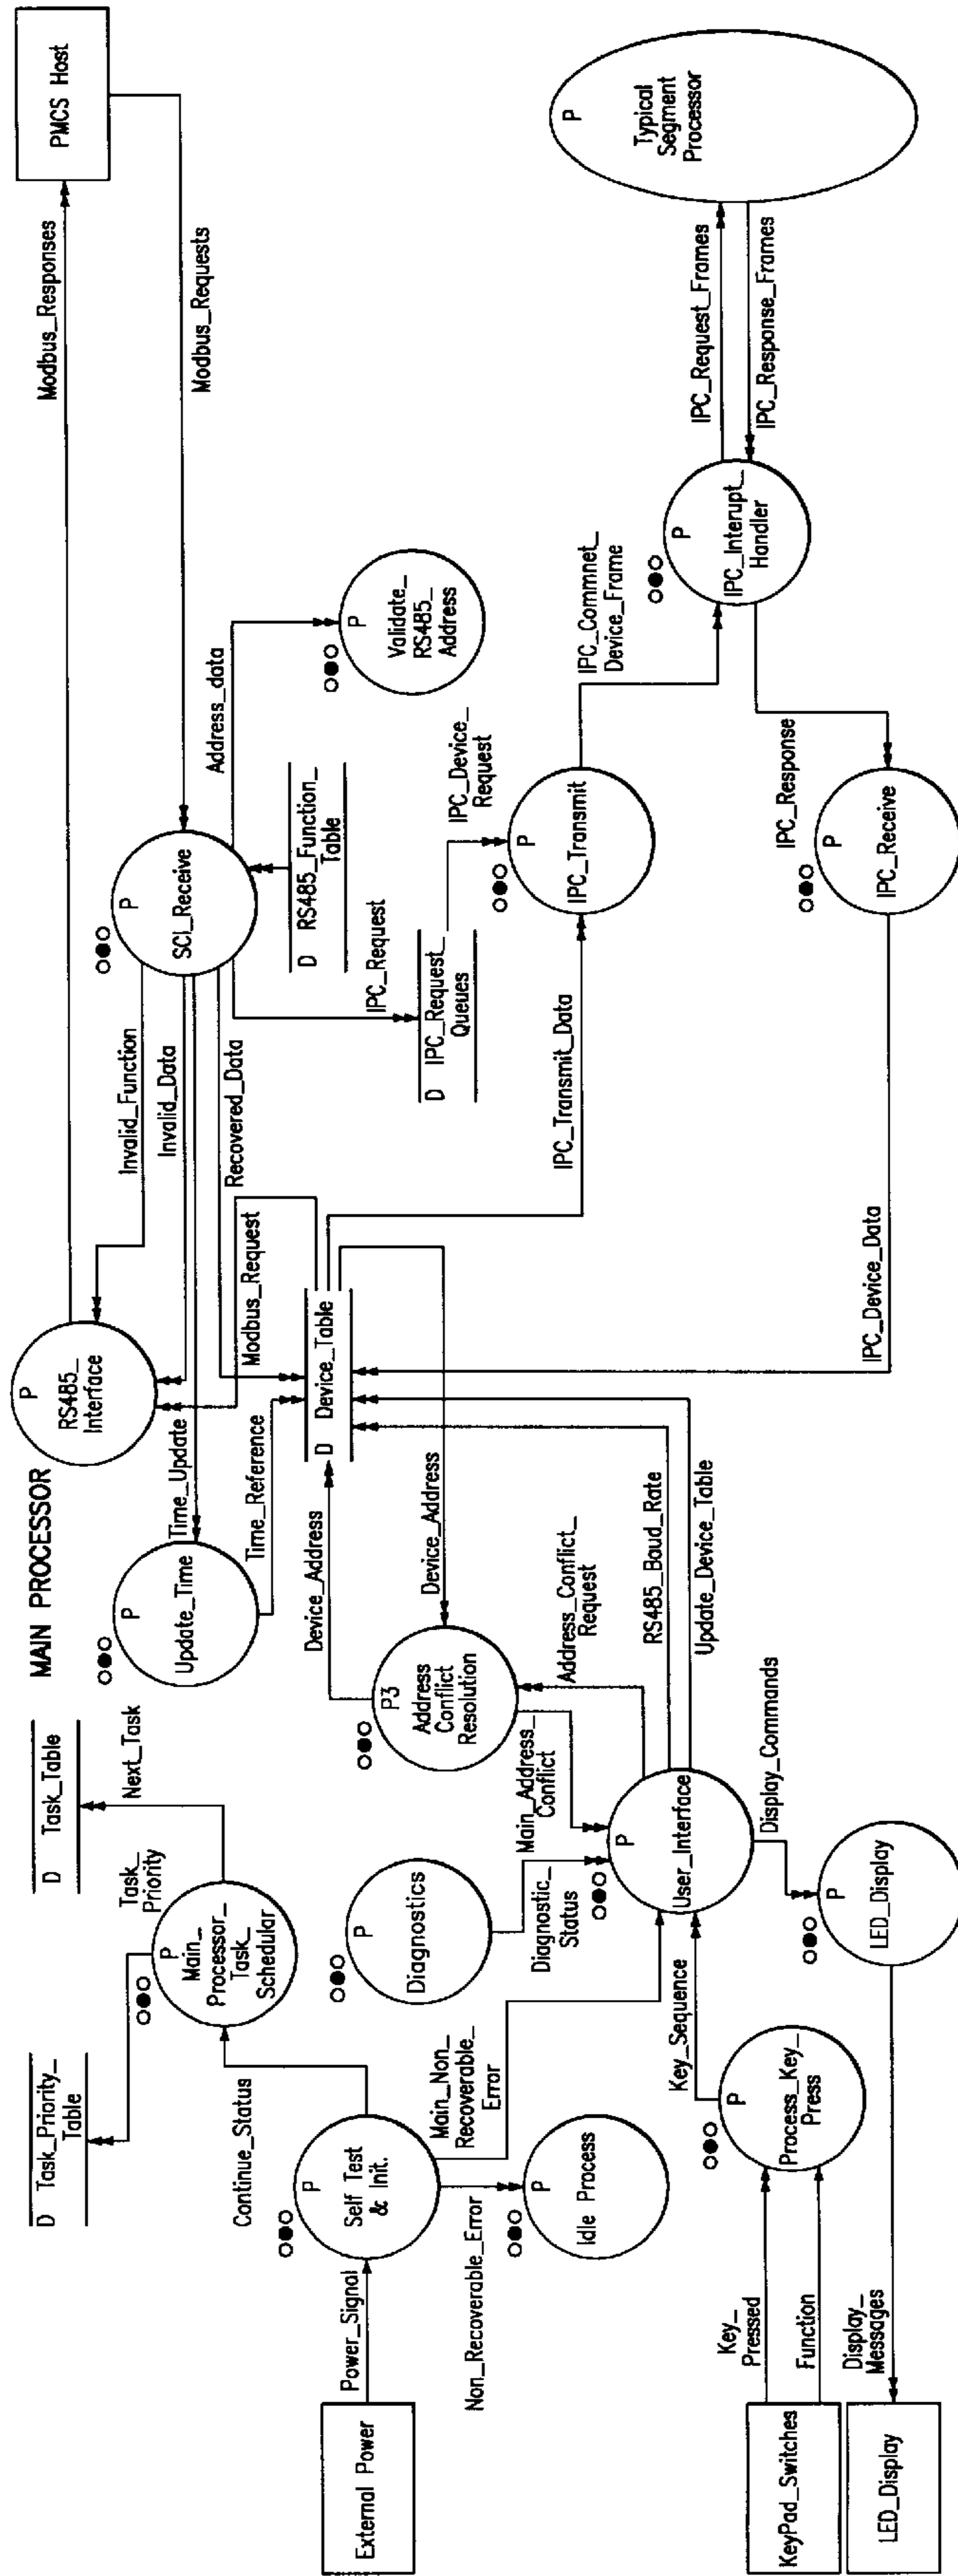 MAIN PROCESSOR
D Task_Priority_
Table
D Task_Table
Task_
Priority
Next_Task
P
Main_
Processor_
Task_
Schedular
Continue_Status
P
Update_Time
Time_Update
Time_Reference
P
RS485_
Interface
Modbus_Responses
PMCS Host
Modbus_Requests
Invalid_Function
Invalid_Data
Recovered_Data
Modbus_Request
P
SCI_Receive
Address_data
P
Validate_
RS485_
Address
D RS485_Function_
Table
IPC_Request
D IPC_Request_
Queues
IPC_Device_
Request
External Power
Power_Signal
P
Self Test
& Init.
Main_Non_
Recoverable_
Error
Non_Recoverable_Error
P
Idle Process
P
Diagnostics
Diagnostic_
Status
P3
Address
Conflict
Resolution
Device_Address
Device_Address
D Device_Table
Main_Address_
Conflict
Address_Conflict_
Request
RS485_Baud_Rate
Update_Device_Table
P
User_Interface
Display_Commands
IPC_Transmit_Data
P
IPC_Transmit
IPC_Commnet_
Device_Frame
P
IPC_Interupt_
Handler
IPC_Request_Frames
IPC_Response_Frames
P
Typical
Segment
Processor
IPC_Response
P
IPC_Receive
IPC_Device_Data
KeyPad_Switches
Key_
Pressed
Function
P
Process_Key_
Press
Key_Sequence
P
LED_Display
Display_
Messages
LED_Display